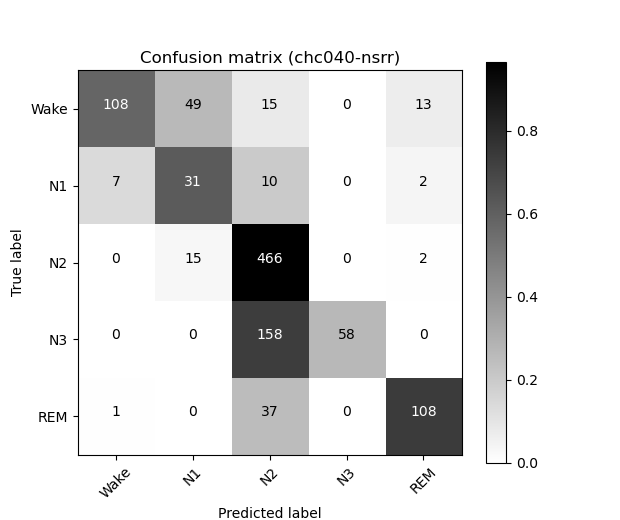 Confusion matrix (chc040-nsrr)
True label
Wake 108 49 15 0 13
N1 7 31 10 0 2
N2 0 15 466 0 2
N3 0 0 158 58 0
REM 1 0 37 0 108
Wake N1 N2 N3 REM
Predicted label
0.8
0.6
0.4
0.2
0.0